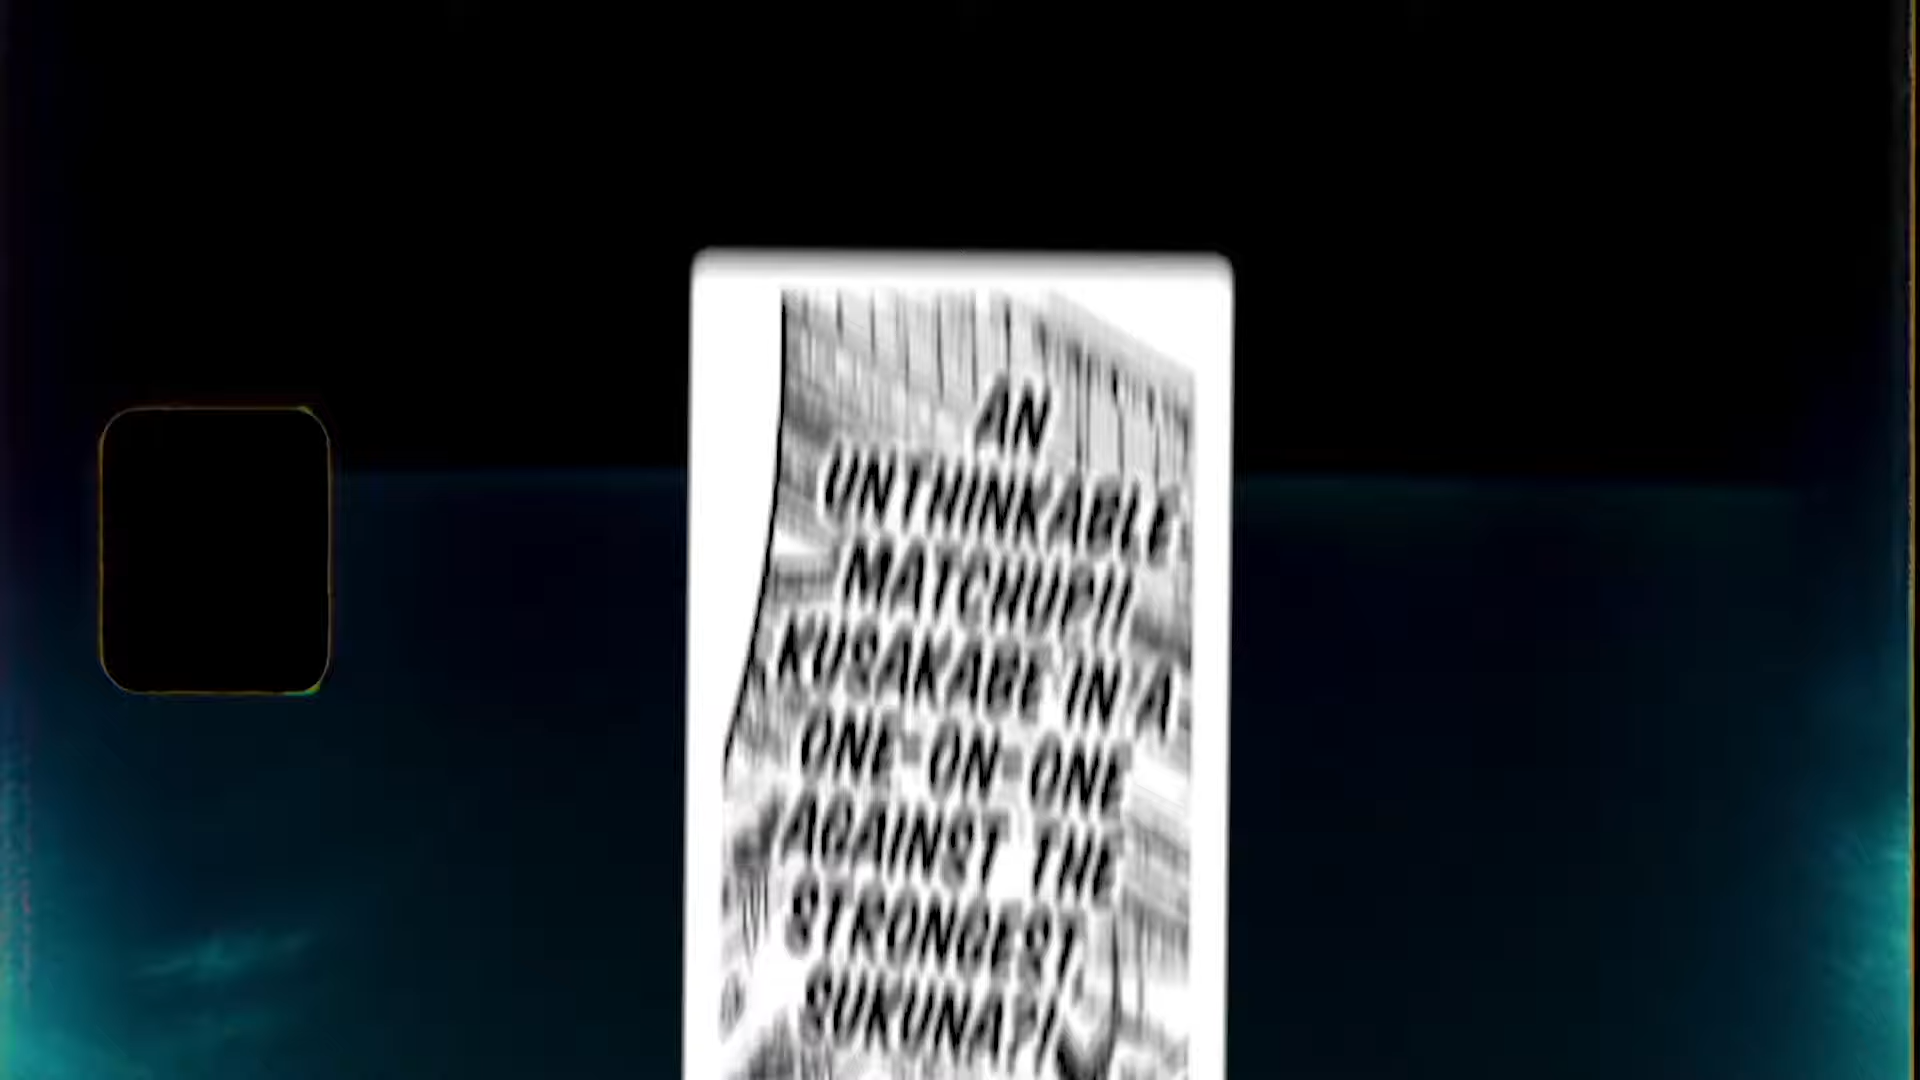 AN
UNTHINKABLE
MATCHUP!!
KUSAKABE IN A
ONE-ON-ONE
AGAINST THE
STRONGEST
SUKUNA?!